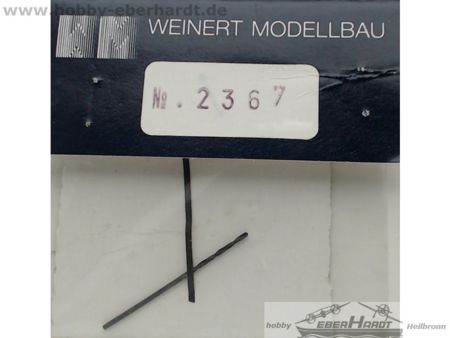 www.hobby-eberhardt.de
WEINERT MODELLBAU
№. 2367
hobby EBERHARDT Heilbronn